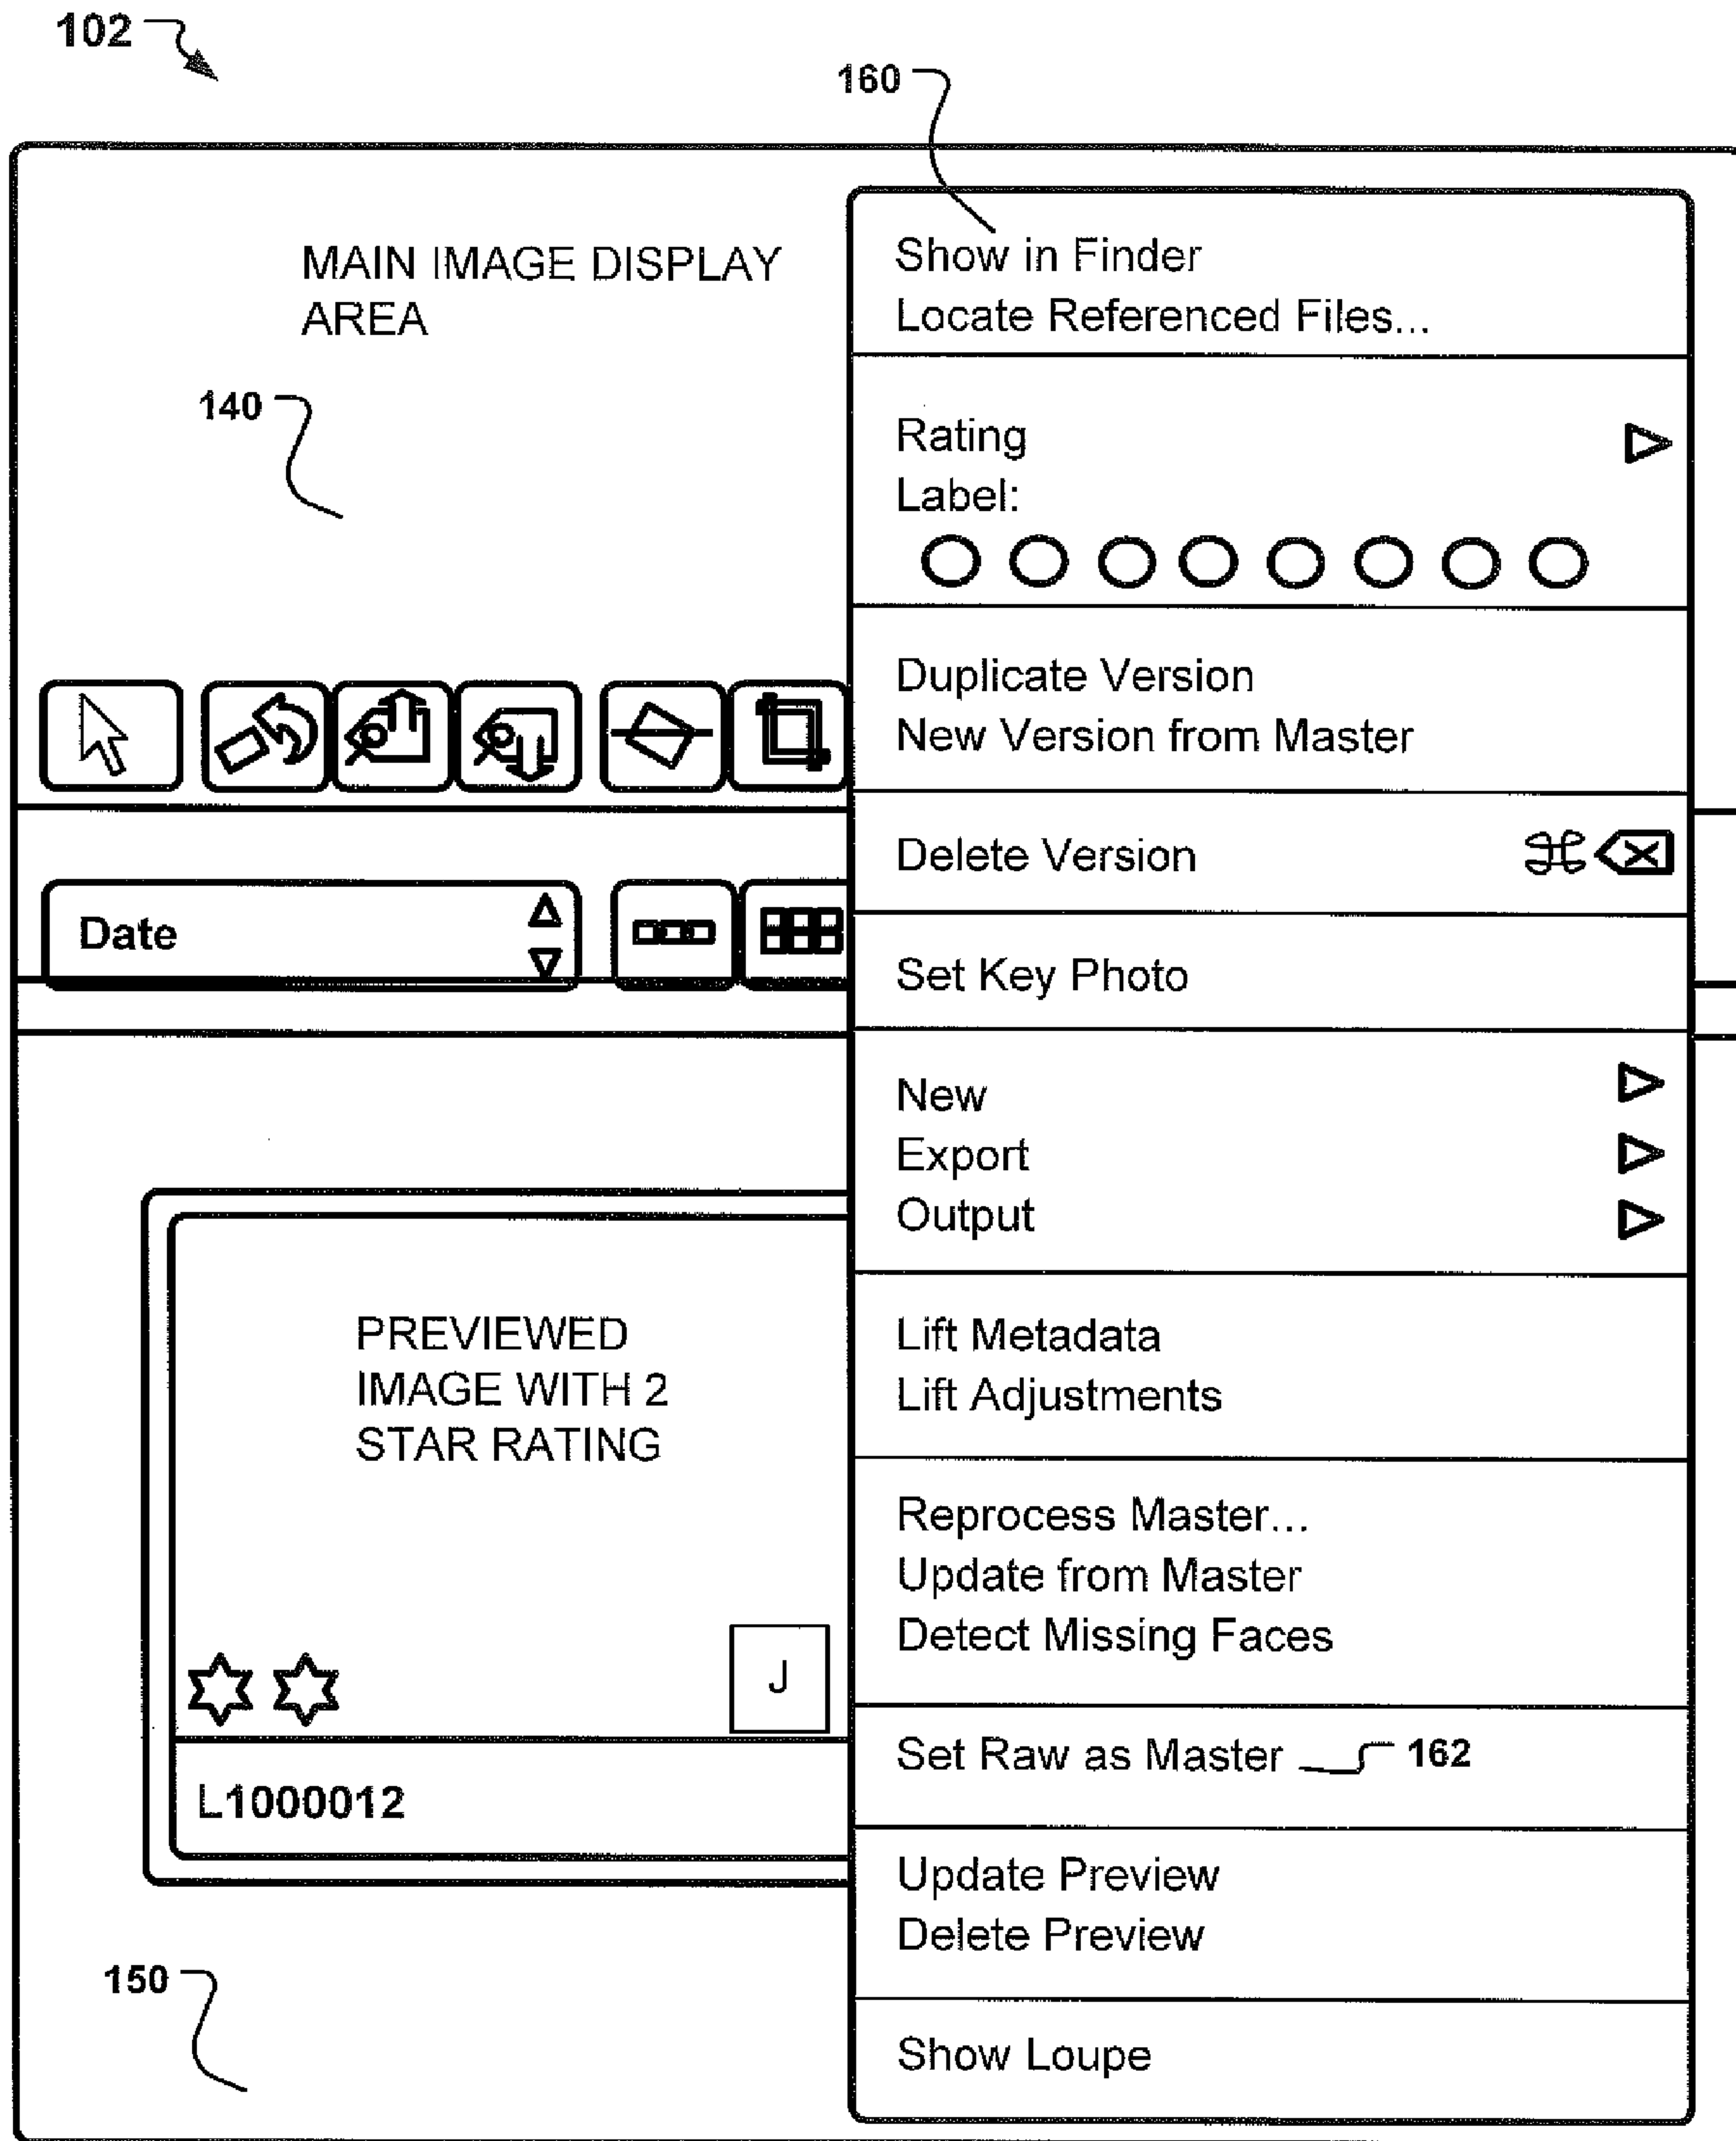 102
160
MAIN IMAGE DISPLAY
AREA
140
Show in Finder
Locate Referenced Files...
Rating
Label:
Duplicate Version
New Version from Master
Delete Version ⌘
Date
Set Key Photo
New
Export
Output
PREVIEWED
IMAGE WITH 2
STAR RATING
J
L1000012
150
Lift Metadata
Lift Adjustments
Reprocess Master...
Update from Master
Detect Missing Faces
Set Raw as Master 162
Update Preview
Delete Preview
Show Loupe